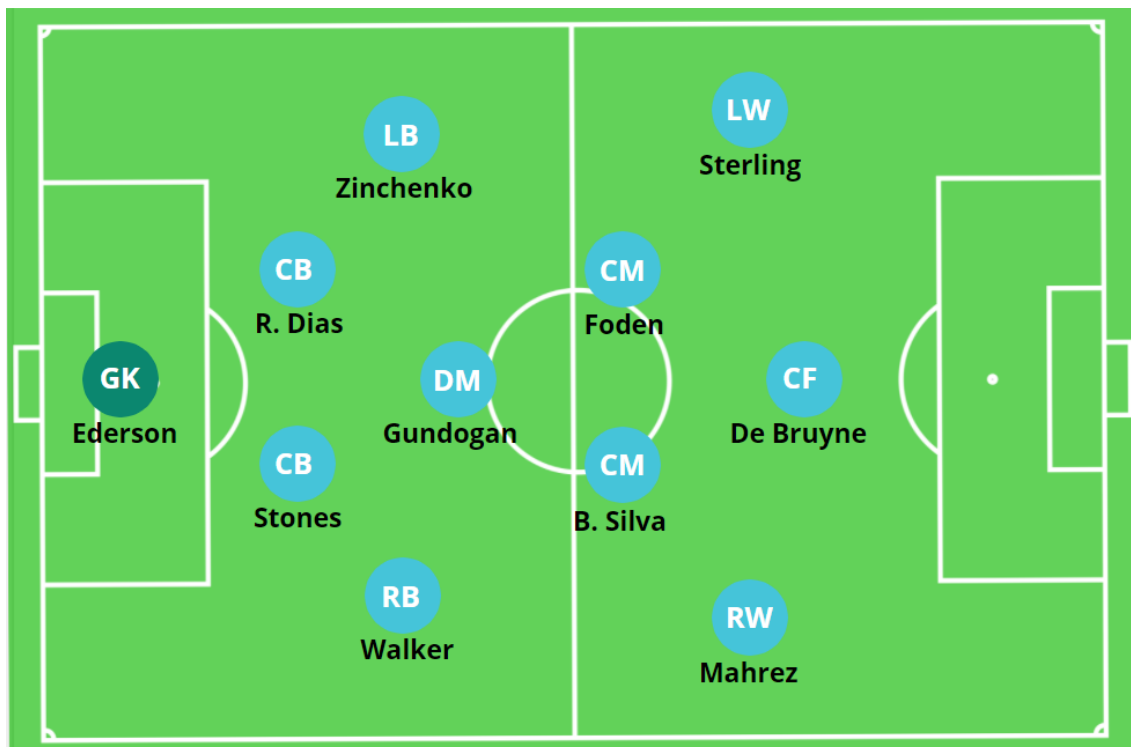 LW
Sterling
LB
Zinchenko
CB
R. Dias
CM
Foden
GK
Ederson
DM
Gundogan
CF
De Bruyne
CB
Stones
CM
B. Silva
RB
Walker
RW
Mahrez